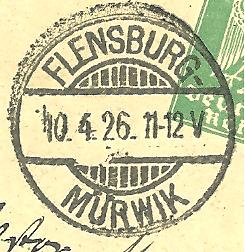 FLENSBURG-
10.4.26. 11-12 V
MÜRWIK